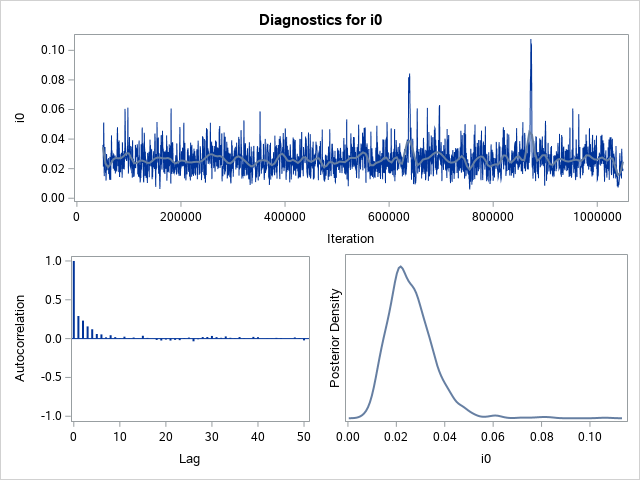 Diagnostics for i0
i0
0.10
0.08
0.06
0.04
0.02
0.00
0 200000 400000 600000 800000 1000000
Iteration
Autocorrelation
1.0
0.5
0.0
-0.5
-1.0
0 10 20 30 40 50
Lag
Posterior Density
0.00 0.02 0.04 0.06 0.08 0.10
i0